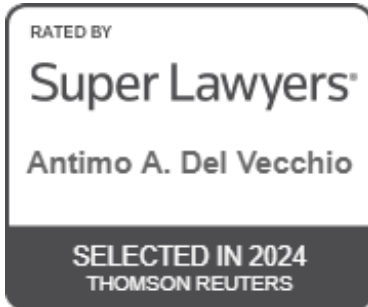 RATED BY
Super Lawyers®
Antimo A. Del Vecchio
SELECTED IN 2024
THOMSON REUTERS